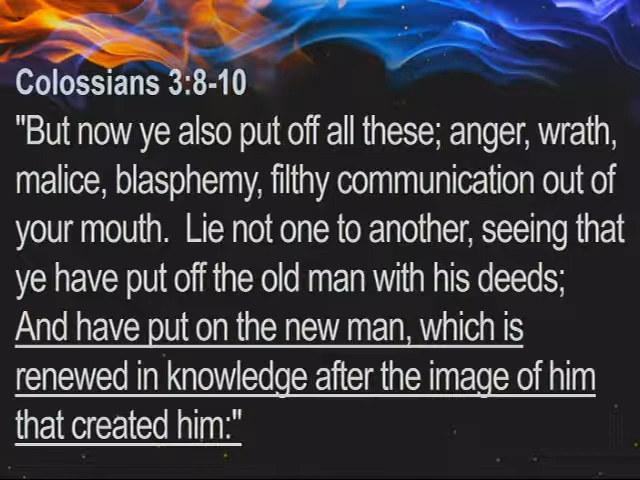 Colossians 3:8-10
"But now ye also put off all these; anger, wrath,
malice, blasphemy, filthy communication out of
your mouth.  Lie not one to another, seeing that
ye have put off the old man with his deeds;
And have put on the new man, which is
renewed in knowledge after the image of him
that created him:"